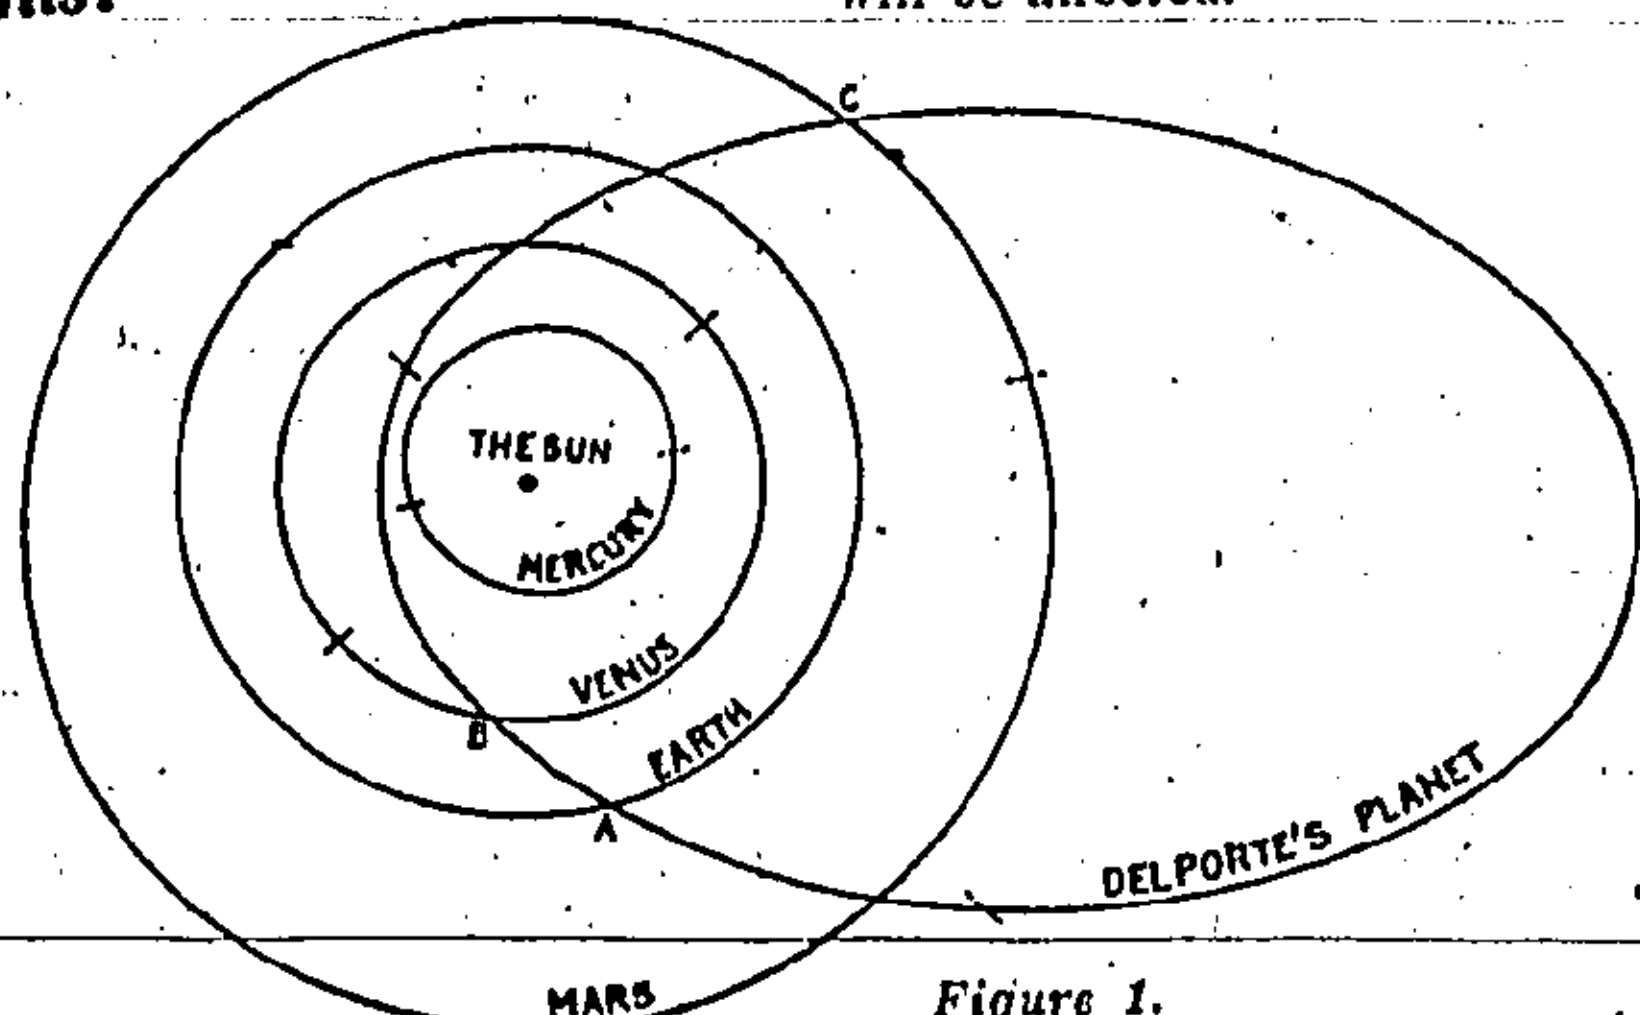 C
THE SUN
MERCURY
VENUS
B
EARTH
A
DELPORTE'S PLANET
MARS
Figure 1.